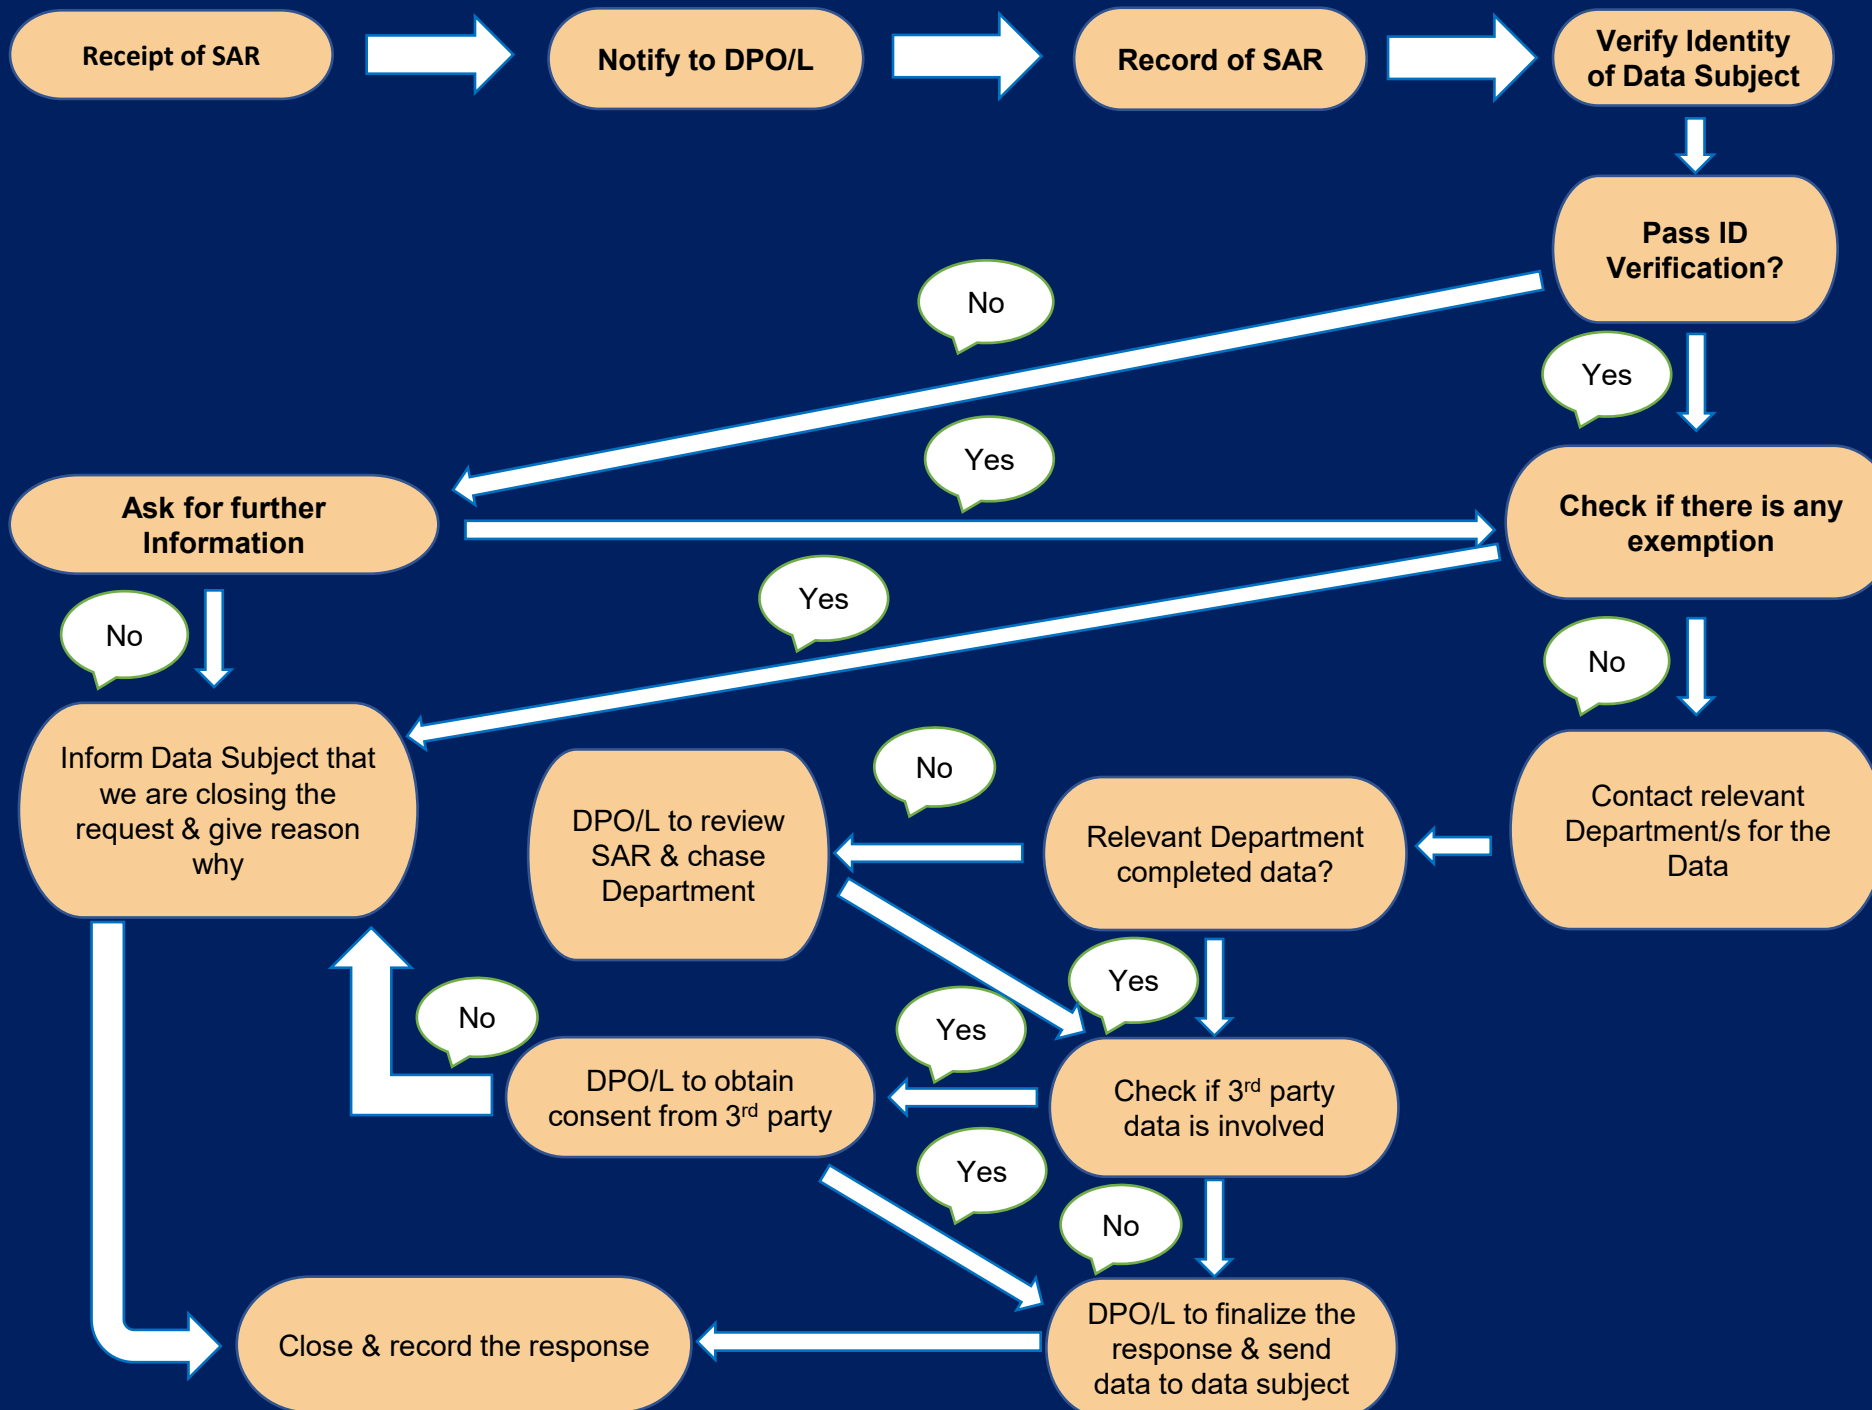 Receipt of SAR
Notify to DPO/L
Record of SAR
Verify Identity
of Data Subject
Pass ID
Verification?
No
Yes
Yes
Ask for further
Information
Check if there is any
exemption
Yes
No
No
Inform Data Subject that
we are closing the
request & give reason
why
No
DPO/L to review
SAR & chase
Department
Relevant Department
completed data?
Contact relevant
Department/s for the
Data
Yes
No
Yes
DPO/L to obtain
consent from 3rd party
Check if 3rd party
data is involved
Yes
No
Close & record the response
DPO/L to finalize the
response & send
data to data subject